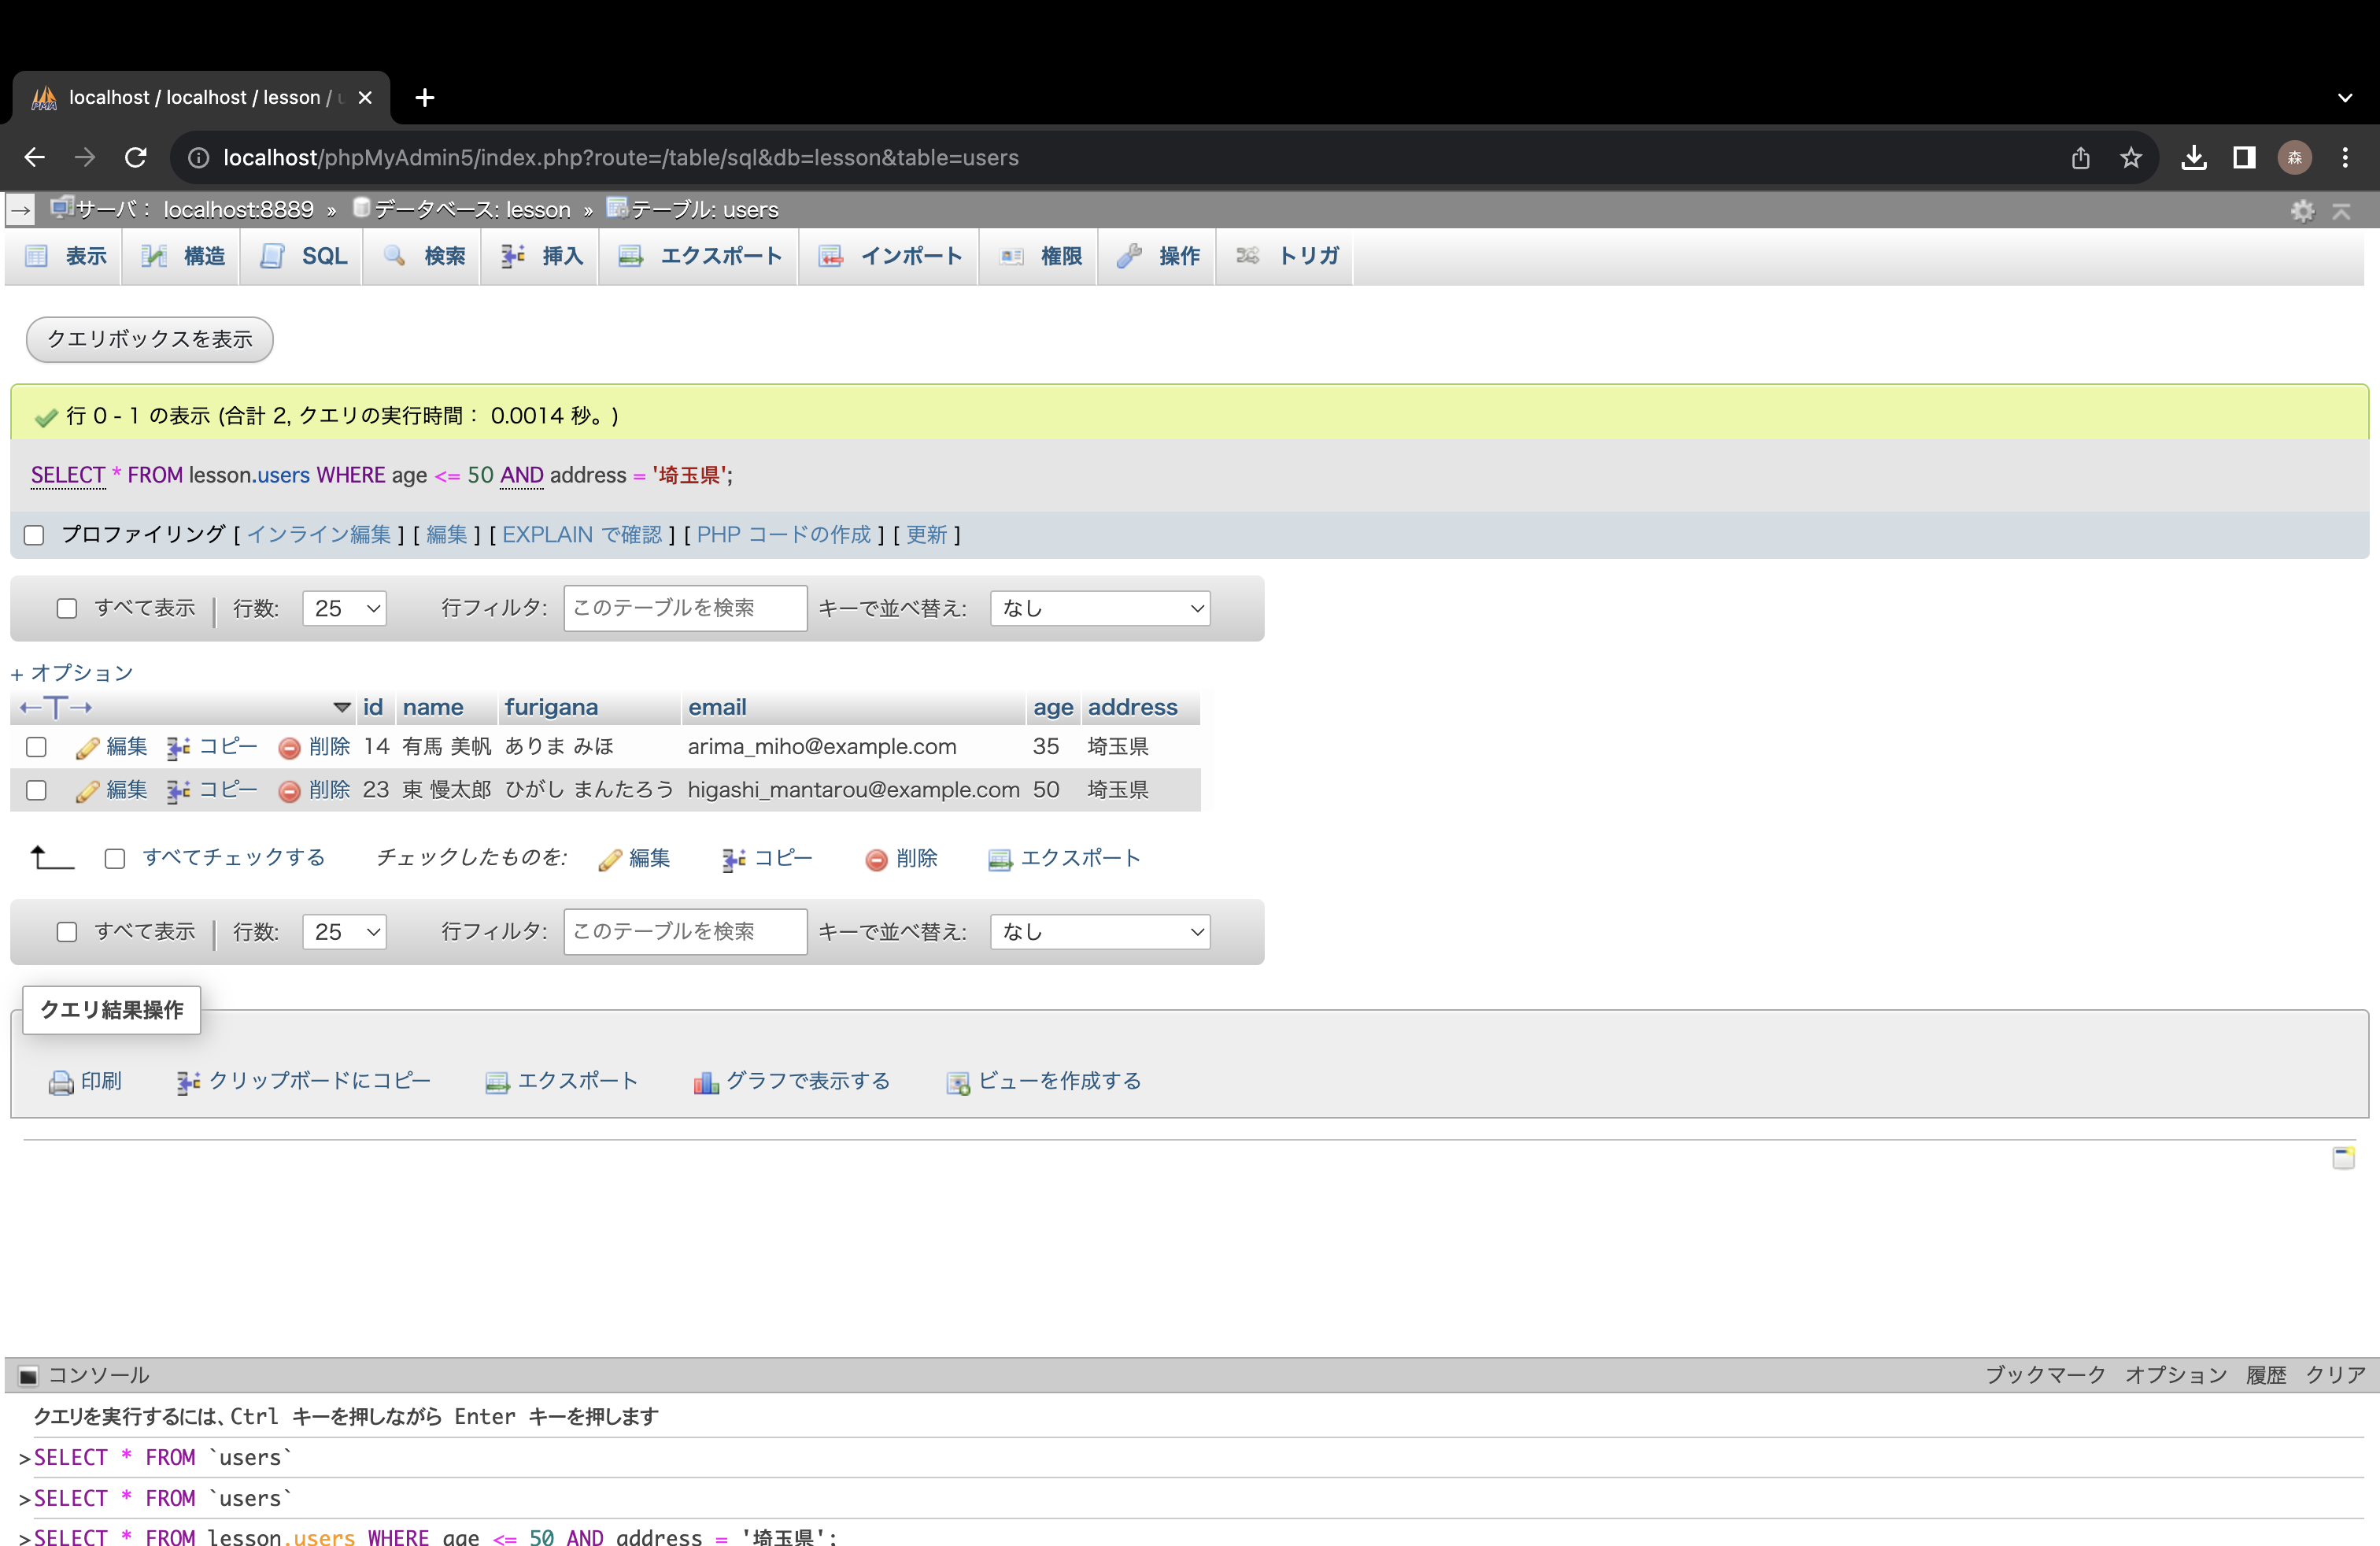 localhost / localhost / lesson /
localhost/phpMyAdmin5/index.php?route=/table/sql&db=lesson&table=users
森
サーバ： localhost:8889 » データベース: lesson » テーブル: users
表示 構造 SQL 検索 挿入 エクスポート インポート 権限 操作 トリガ
クエリボックスを表示
行 0 - 1 の表示 (合計 2, クエリの実行時間： 0.0014 秒。)
SELECT * FROM lesson.users WHERE age <= 50 AND address = '埼玉県';
プロファイリング [ インライン編集 ] [ 編集 ] [ EXPLAIN で確認 ] [ PHP コードの作成 ] [ 更新 ]
すべて表示 行数: 25 行フィルタ: このテーブルを検索 キーで並べ替え: なし
+ オプション
id name furigana email age address
編集 コピー 削除 14 有馬 美帆 ありま みほ arima_miho@example.com 35 埼玉県
編集 コピー 削除 23 東 慢太郎 ひがし まんたろう higashi_mantarou@example.com 50 埼玉県
すべてチェックする チェックしたものを: 編集 コピー 削除 エクスポート
すべて表示 行数: 25 行フィルタ: このテーブルを検索 キーで並べ替え: なし
クエリ結果操作
印刷 クリップボードにコピー エクスポート グラフで表示する ビューを作成する
コンソール ブックマーク オプション 履歴 クリア
クエリを実行するには、Ctrl キーを押しながら Enter キーを押します
>SELECT * FROM `users`
>SELECT * FROM `users`
>SELECT * FROM lesson.users WHERE age <= 50 AND address = '埼玉県';